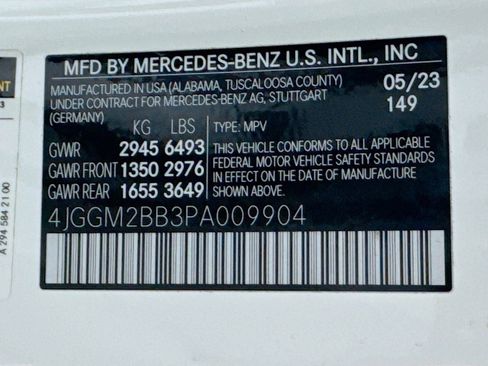 MFD BY MERCEDES-BENZ U.S. INTL., INC
MANUFACTURED IN USA (ALABAMA, TUSCALOOSA COUNTY) 05/23
UNDER CONTRACT FOR MERCEDES-BENZ AG, STUTTGART 149
(GERMANY)
KG LBS TYPE: MPV
GVWR 2945 6493 THIS VEHICLE CONFORMS TO ALL APPLICABLE
GAWR FRONT 1350 2976 FEDERAL MOTOR VEHICLE SAFETY STANDARDS
GAWR REAR 1655 3649 IN EFFECT ON THE DATE OF MANUFACTURE
SHOWN ABOVE.
4JGGM2BB3PA009904
A 294 584 21 00